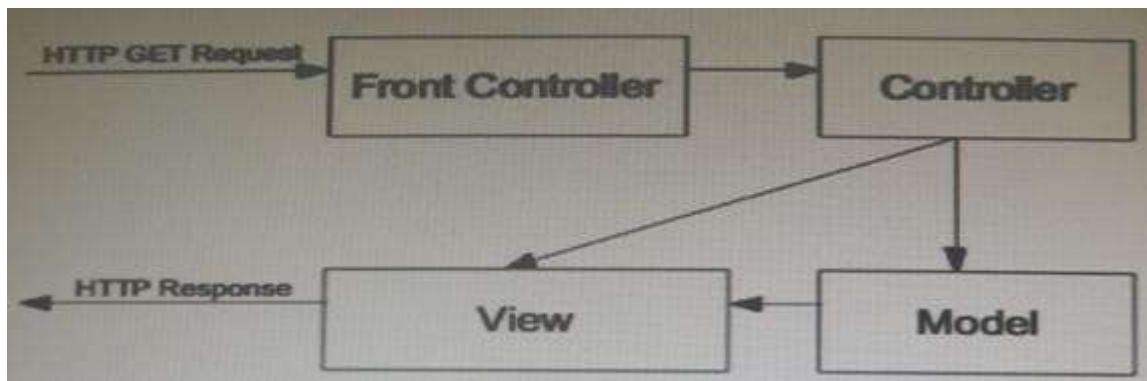 HTTP GET Request
Front Controller
Controller
HTTP Response
View
Model